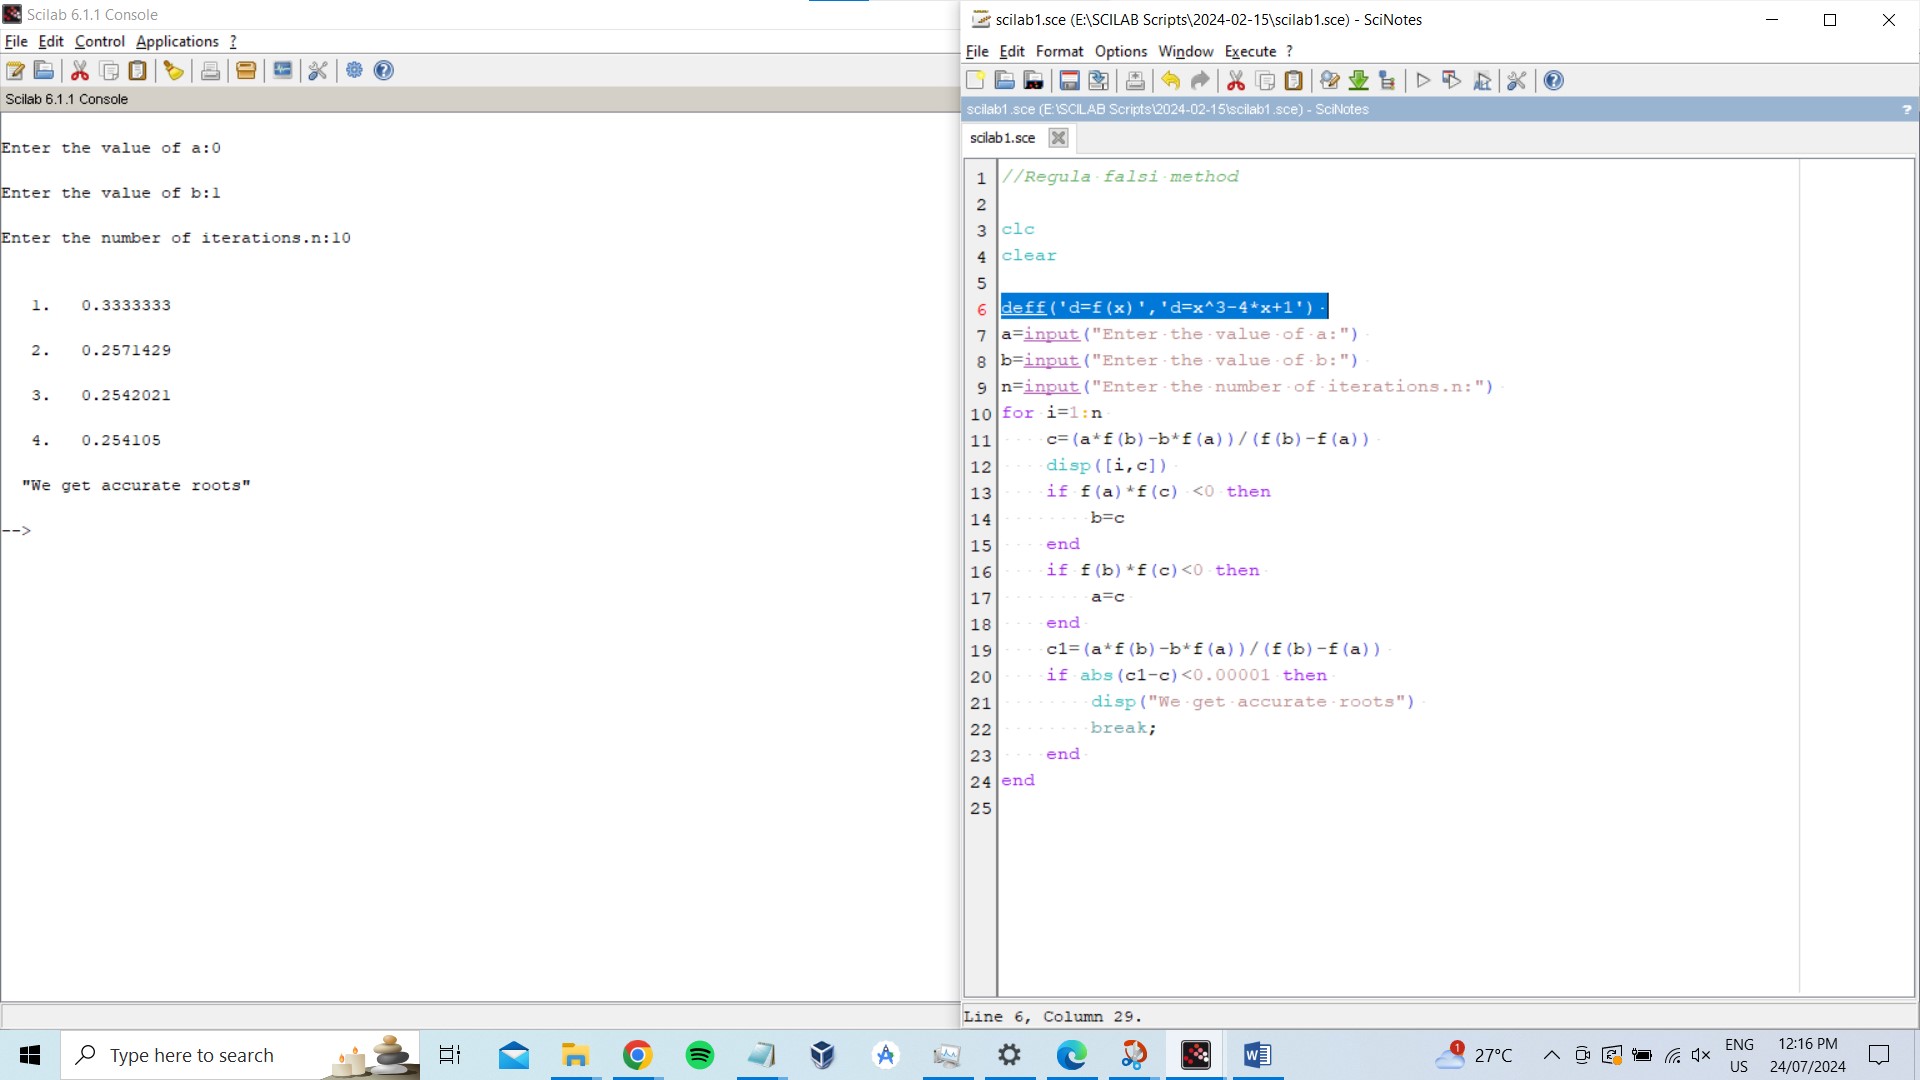 Scilab 6.1.1 Console
File Edit Control Applications ?
Scilab 6.1.1 Console
Enter the value of a:0
Enter the value of b:1
Enter the number of iterations.n:10
1. 0.3333333
2. 0.2571429
3. 0.2542021
4. 0.254105
"We get accurate roots"
-->
scilab1.sce (E:\SCILAB Scripts\2024-02-15\scilab1.sce) - SciNotes
File Edit Format Options Window Execute ?
scilab1.sce (E:\SCILAB Scripts\2024-02-15\scilab1.sce) - SciNotes ?
scilab1.sce
1 //Regula falsi method
2
3 clc
4 clear
5
6 deff('d=f(x)','d=x^3-4*x+1')
7 a=input("Enter the value of a:")
8 b=input("Enter the value of b:")
9 n=input("Enter the number of iterations.n:")
10 for i=1:n
11 c=(a*f(b)-b*f(a))/(f(b)-f(a))
12 disp([i,c])
13 if f(a)*f(c) <0 then
14 b=c
15 end
16 if f(b)*f(c)<0 then
17 a=c
18 end
19 c1=(a*f(b)-b*f(a))/(f(b)-f(a))
20 if abs(c1-c)<0.00001 then
21 disp("We get accurate roots")
22 break;
23 end
24 end
25
Line 6, Column 29.
Type here to search
1
27°C
ENG
US
12:16 PM
24/07/2024